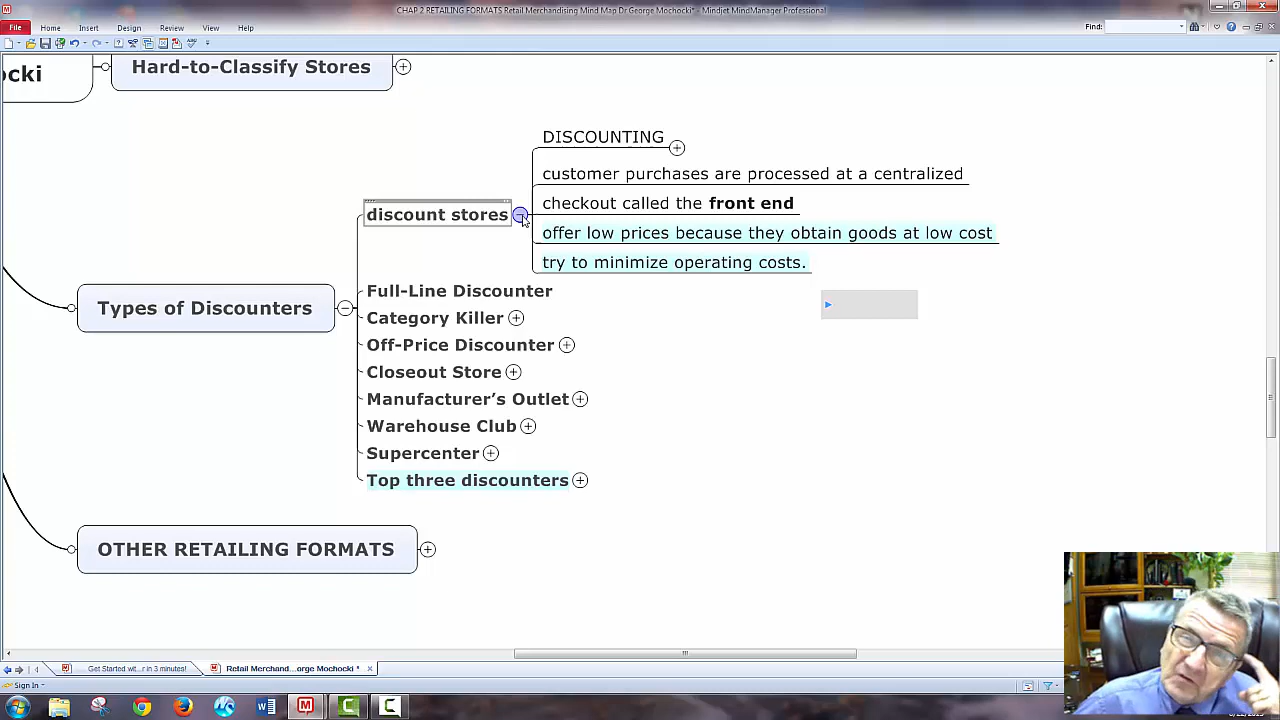 CHAP 2 RETAILING FORMATS Retail Merchandising Mind Map Dr George Mochocki* - Mindjet MindManager Professional
File Home Insert Design Review View Find:
ocki
Hard-to-Classify Stores
DISCOUNTING
customer purchases are processed at a centralized
checkout called the front end
discount stores
offer low prices because they obtain goods at low cost
try to minimize operating costs.
Types of Discounters
Full-Line Discounter
Category Killer
Off-Price Discounter
Closeout Store
Manufacturer's Outlet
Warehouse Club
Supercenter
Top three discounters
OTHER RETAILING FORMATS
Get Started wit...r in 3 minutes! Retail Merchand...orge Mochocki *
Sign In